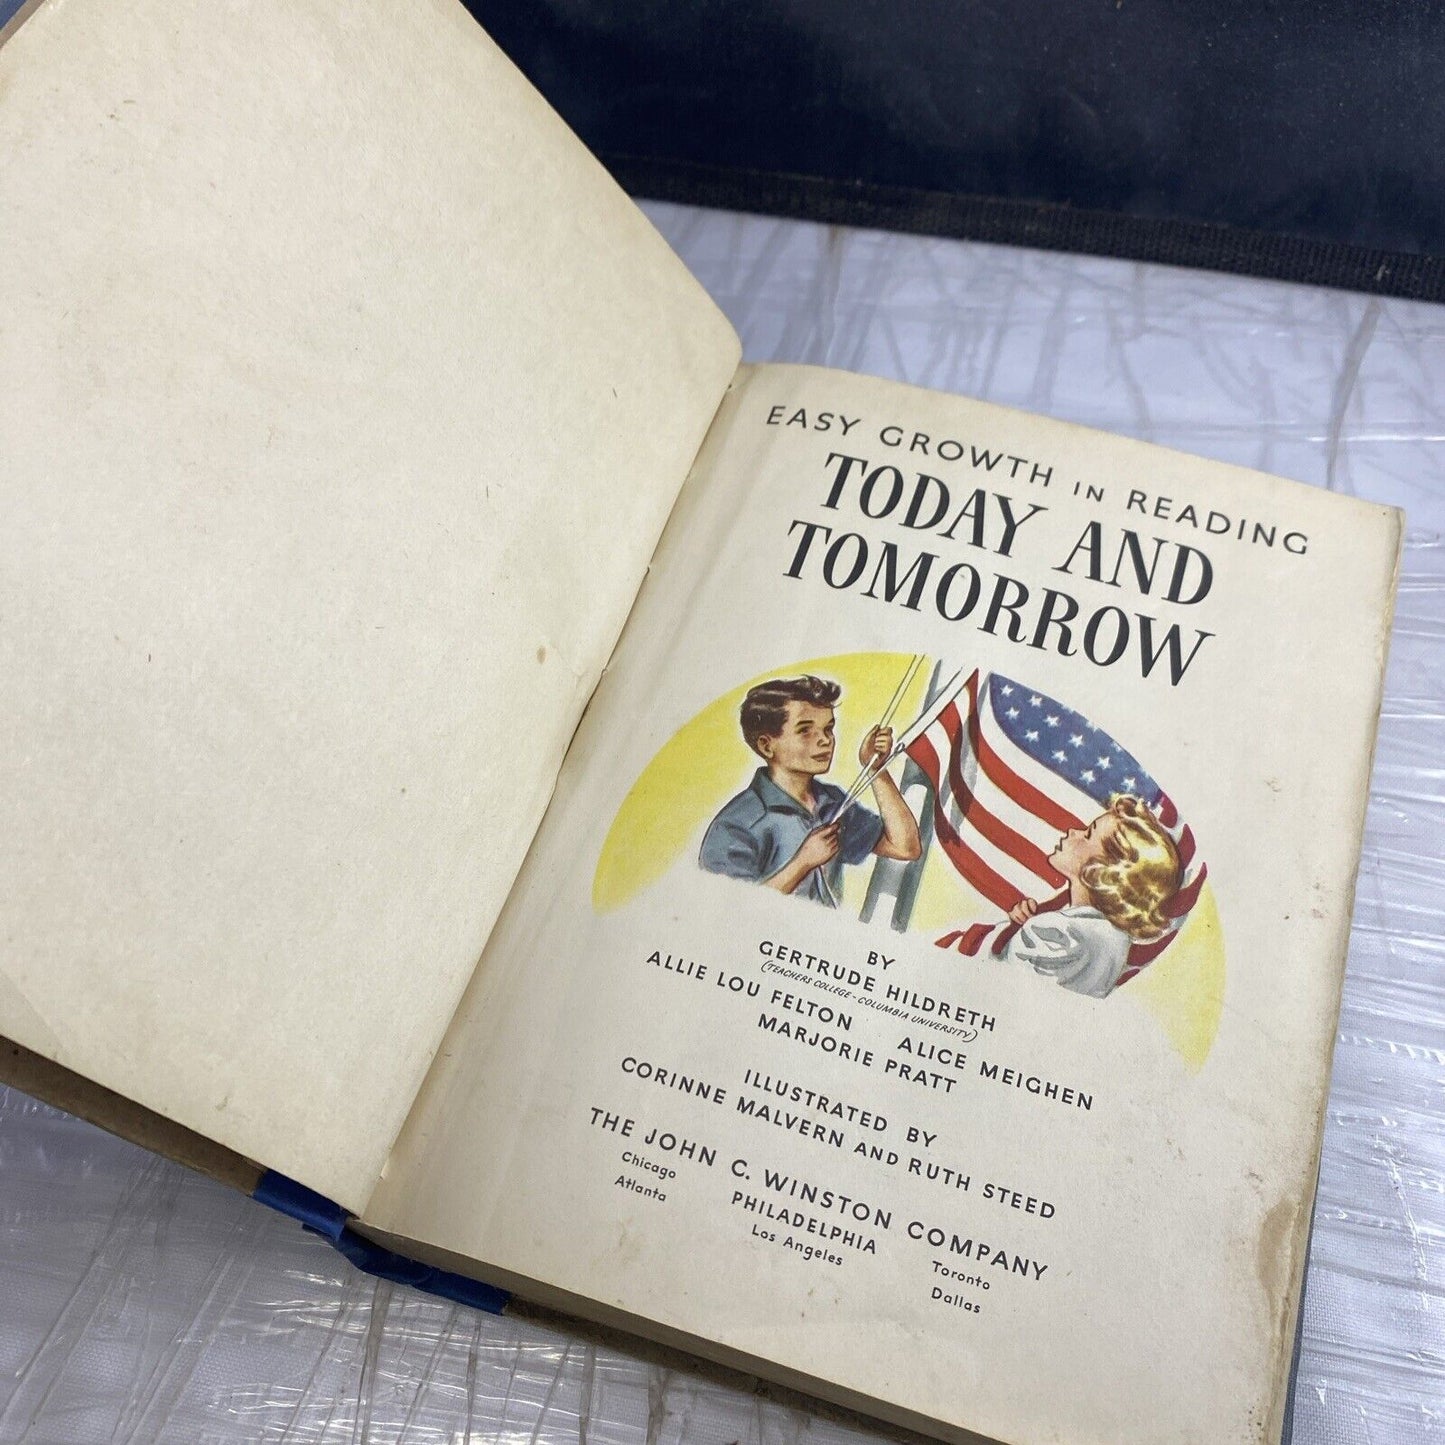 EASY GROWTH IN READING
TODAY AND
TOMORROW
BY
GERTRUDE HILDRETH
(TEACHERS COLLEGE - COLUMBIA UNIVERSITY)
ALLIE LOU FELTON ALICE MEIGHEN
MARJORIE PRATT
ILLUSTRATED BY
CORINNE MALVERN AND RUTH STEED
THE JOHN C. WINSTON COMPANY
Chicago PHILADELPHIA Toronto
Atlanta Los Angeles Dallas